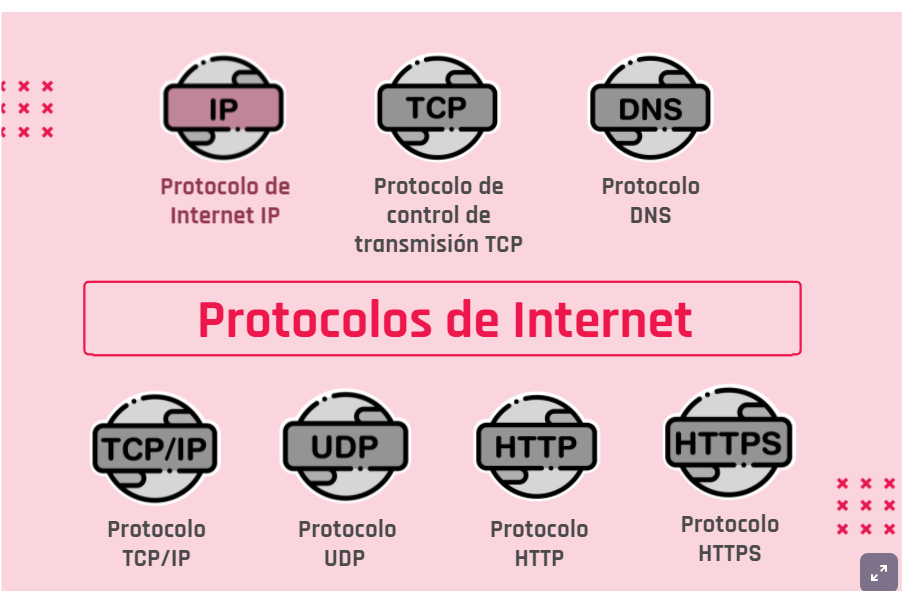 IP
TCP
DNS
Protocolo de
Internet IP
Protocolo de
control de
transmisión TCP
Protocolo
DNS
Protocolos de Internet
TCP/IP
UDP
HTTP
HTTPS
Protocolo
TCP/IP
Protocolo
UDP
Protocolo
HTTP
Protocolo
HTTPS